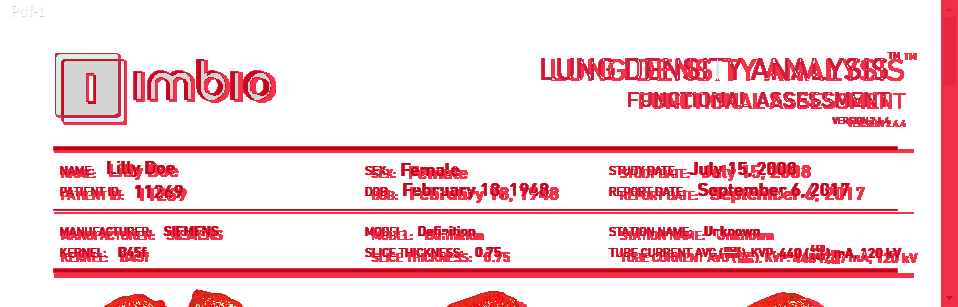 Pdf-1
imbio
LUNG DENSITY ANALYSIS™
FUNCTIONAL ASSESSMENT
VERSION 2.4.4
NAME: Lilly Doe SEX: Female STUDY DATE: July 15, 2008
PATIENT ID: 11269 DOB: February 18, 1948 REPORT DATE: September 6, 2017
MANUFACTURER: SIEMENS MODEL: Definition STATION NAME: Unknown
KERNEL: B45f SLICE THICKNESS: 0.75 TUBE CURRENT AVG KVP: mA, 120 kV